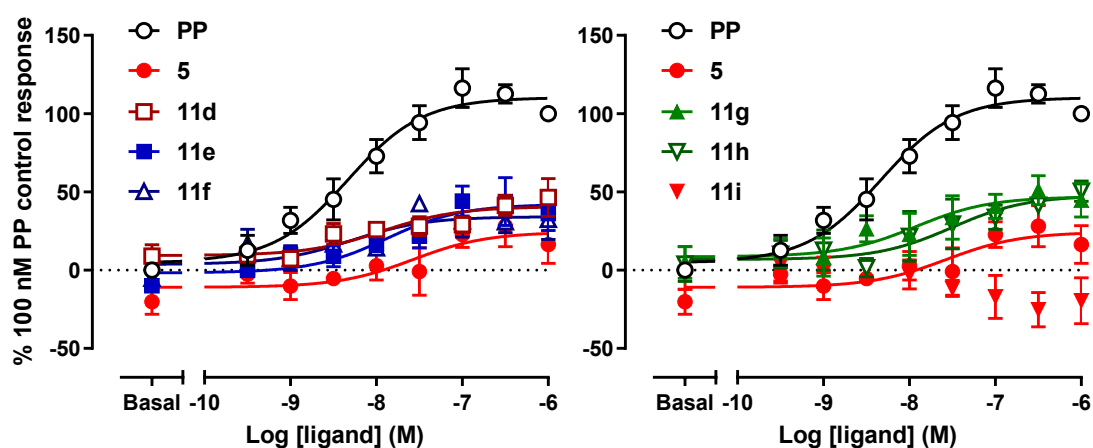 % 100 nM PP control response
150
100
50
0
-50
PP
5
11d
11e
11f
Basal -10 -9 -8 -7 -6
Log [ligand] (M)
150
100
50
0
-50
PP
5
11g
11h
11i
Basal -10 -9 -8 -7 -6
Log [ligand] (M)